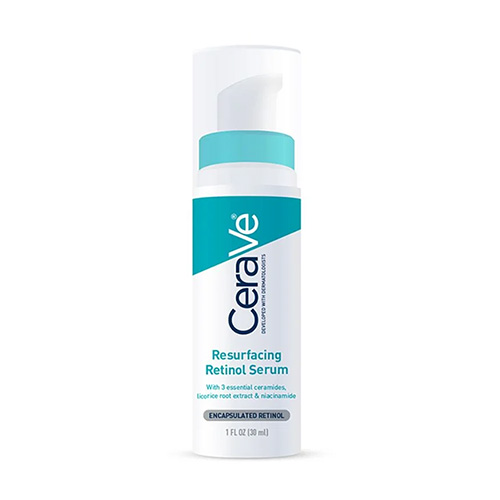 CeraVe®
DEVELOPED WITH DERMATOLOGISTS
Resurfacing
Retinol Serum
With 3 essential ceramides,
licorice root extract & niacinamide
ENCAPSULATED RETINOL
1 FL OZ (30 ml)